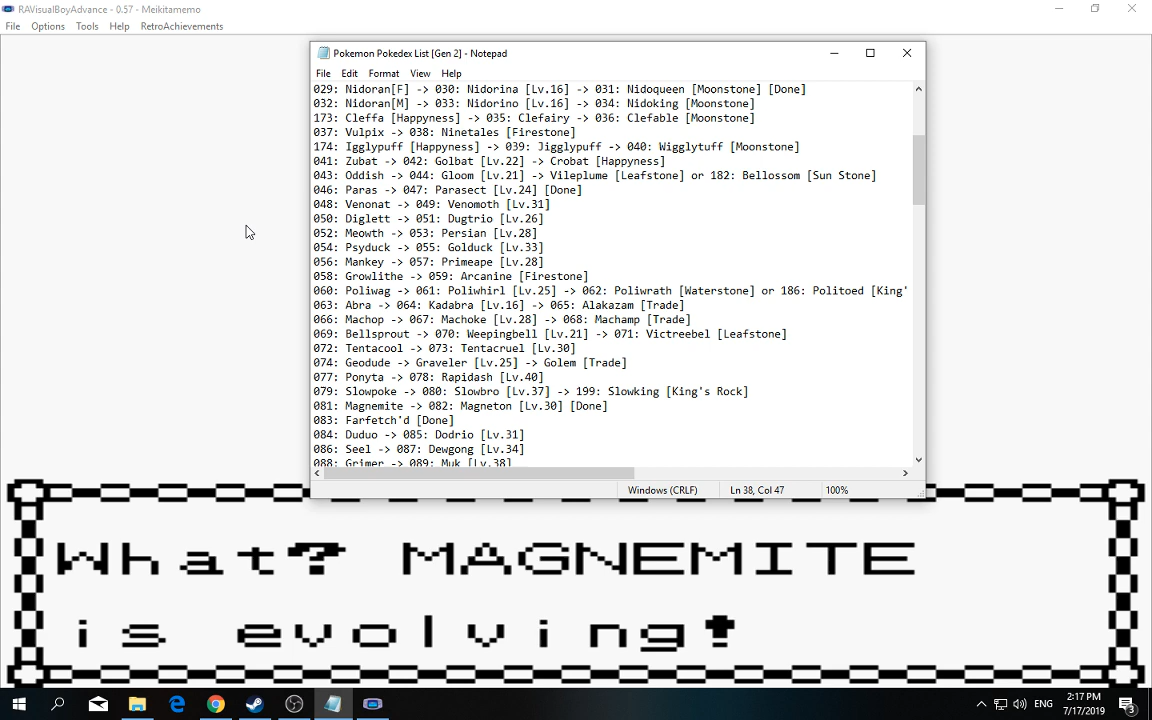 RAVisualBoyAdvance - 0.57 - Meikitamemo
File Options Tools Help RetroAchievements
Pokemon Pokedex List [Gen 2] - Notepad
File Edit Format View Help
029: Nidoran[F] -> 030: Nidorina [Lv.16] -> 031: Nidoqueen [Moonstone] [Done]
032: Nidoran[M] -> 033: Nidorino [Lv.16] -> 034: Nidoking [Moonstone]
173: Cleffa [Happyness] -> 035: Clefairy -> 036: Clefable [Moonstone]
037: Vulpix -> 038: Ninetales [Firestone]
174: Igglypuff [Happyness] -> 039: Jigglypuff -> 040: Wigglytuff [Moonstone]
041: Zubat -> 042: Golbat [Lv.22] -> Crobat [Happyness]
043: Oddish -> 044: Gloom [Lv.21] -> Vileplume [Leafstone] or 182: Bellossom [Sun Stone]
046: Paras -> 047: Parasect [Lv.24] [Done]
048: Venonat -> 049: Venomoth [Lv.31]
050: Diglett -> 051: Dugtrio [Lv.26]
052: Meowth -> 053: Persian [Lv.28]
054: Psyduck -> 055: Golduck [Lv.33]
056: Mankey -> 057: Primeape [Lv.28]
058: Growlithe -> 059: Arcanine [Firestone]
060: Poliwag -> 061: Poliwhirl [Lv.25] -> 062: Poliwrath [Waterstone] or 186: Politoed [King'
063: Abra -> 064: Kadabra [Lv.16] -> 065: Alakazam [Trade]
066: Machop -> 067: Machoke [Lv.28] -> 068: Machamp [Trade]
069: Bellsprout -> 070: Weepingbell [Lv.21] -> 071: Victreebel [Leafstone]
072: Tentacool -> 073: Tentacruel [Lv.30]
074: Geodude -> Graveler [Lv.25] -> Golem [Trade]
077: Ponyta -> 078: Rapidash [Lv.40]
079: Slowpoke -> 080: Slowbro [Lv.37] -> 199: Slowking [King's Rock]
081: Magnemite -> 082: Magneton [Lv.30] [Done]
083: Farfetch'd [Done]
084: Duduo -> 085: Dodrio [Lv.31]
086: Seel -> 087: Dewgong [Lv.34]
088: Grimer -> 089: Muk [Lv.38]
Windows (CRLF) Ln 38, Col 47 100%
What? MAGNEMITE
is evolving!
ENG
2:17 PM
7/17/2019
3